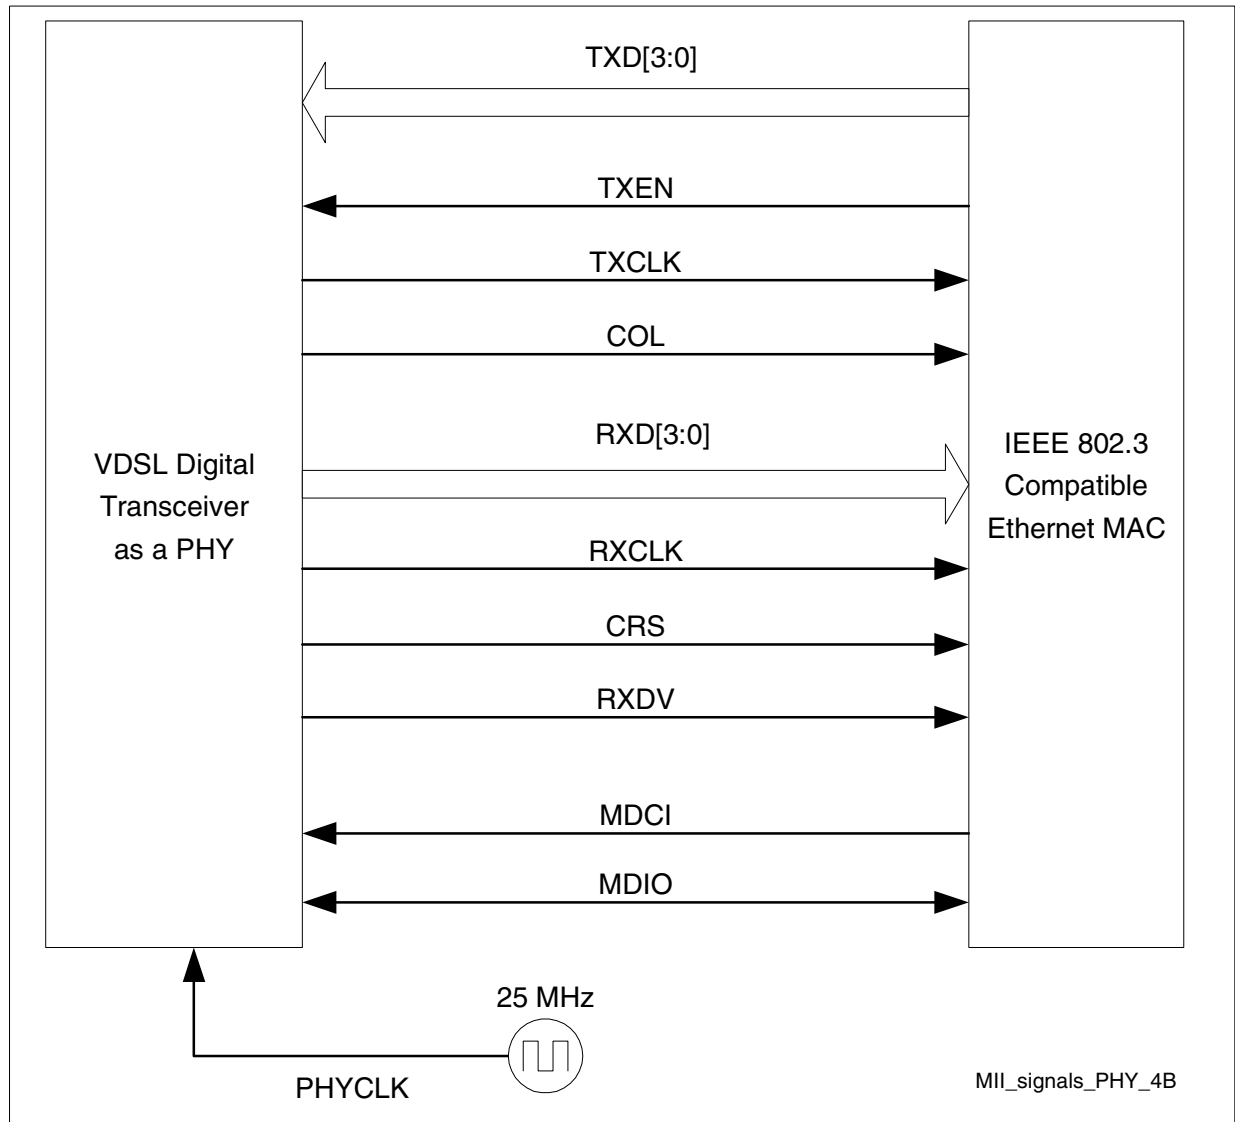 TXD[3:0]
TXEN
TXCLK
COL
RXD[3:0]
VDSL Digital
Transceiver
as a PHY
IEEE 802.3
Compatible
Ethernet MAC
RXCLK
CRS
RXDV
MDCI
MDIO
25 MHz
PHYCLK
MII_signals_PHY_4B